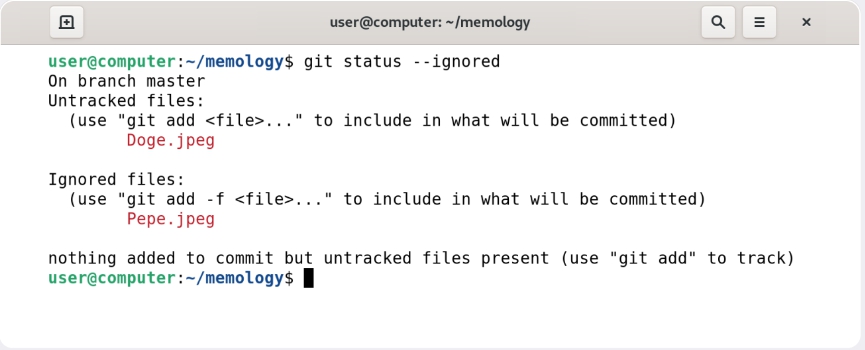 user@computer: ~/memology
user@computer:~/memology$ git status --ignored
On branch master
Untracked files:
  (use "git add <file>..." to include in what will be committed)
        Doge.jpeg

Ignored files:
  (use "git add -f <file>..." to include in what will be committed)
        Pepe.jpeg

nothing added to commit but untracked files present (use "git add" to track)
user@computer:~/memology$